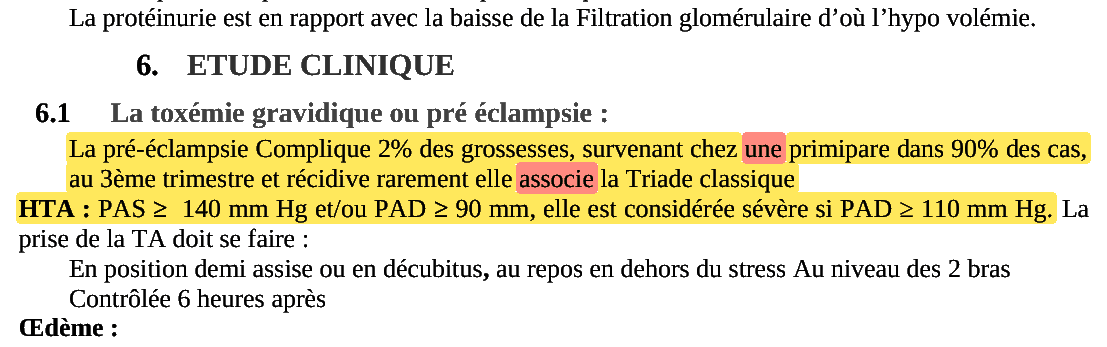 La protéinurie est en rapport avec la baisse de la Filtration glomérulaire d’où l’hypo volémie.
6. ETUDE CLINIQUE
6.1 La toxémie gravidique ou pré éclampsie :
La pré-éclampsie Complique 2% des grossesses, survenant chez une primipare dans 90% des cas,
au 3ème trimestre et récidive rarement elle associe la Triade classique
HTA : PAS ≥ 140 mm Hg et/ou PAD ≥ 90 mm, elle est considérée sévère si PAD ≥ 110 mm Hg. La
prise de la TA doit se faire :
En position demi assise ou en décubitus, au repos en dehors du stress Au niveau des 2 bras
Contrôlée 6 heures après
Œdème :